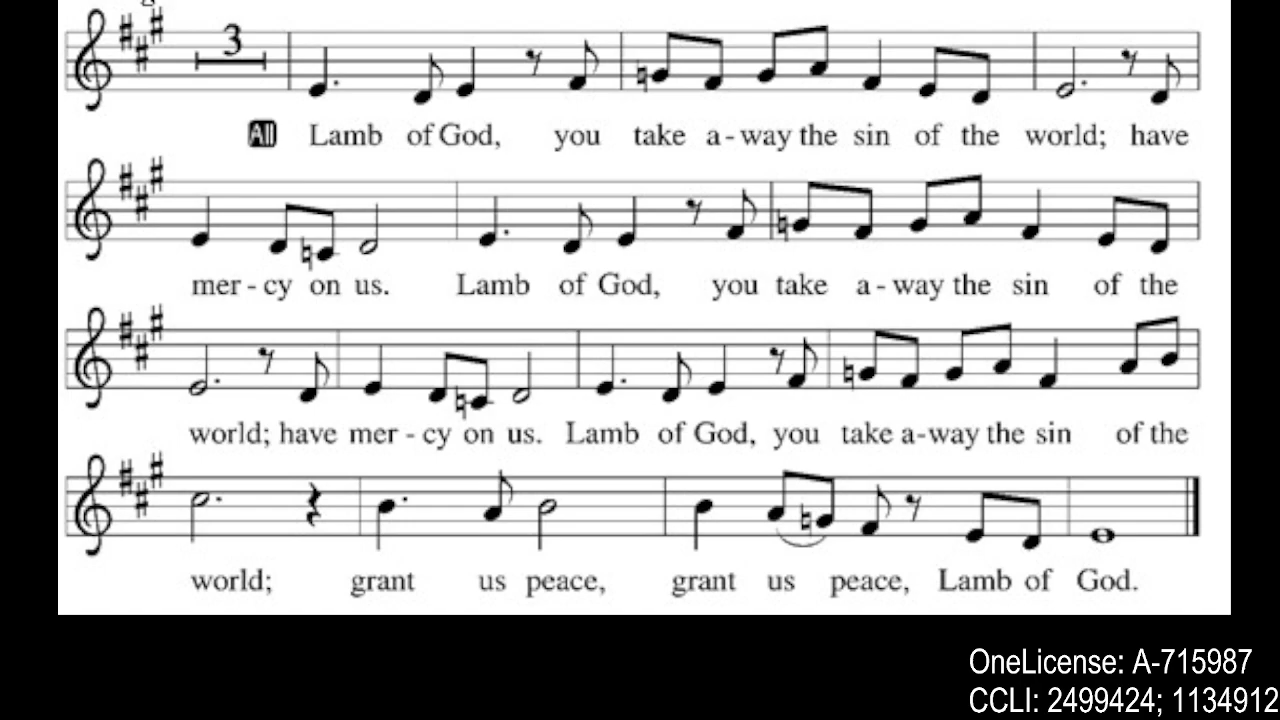 3
All Lamb of God, you take a-way the sin of the world; have
mer-cy on us. Lamb of God, you take a-way the sin of the
world; have mer-cy on us. Lamb of God, you take a-way the sin of the
world; grant us peace, grant us peace, Lamb of God.
OneLicense: A-715987
CCLI: 2499424; 1134912